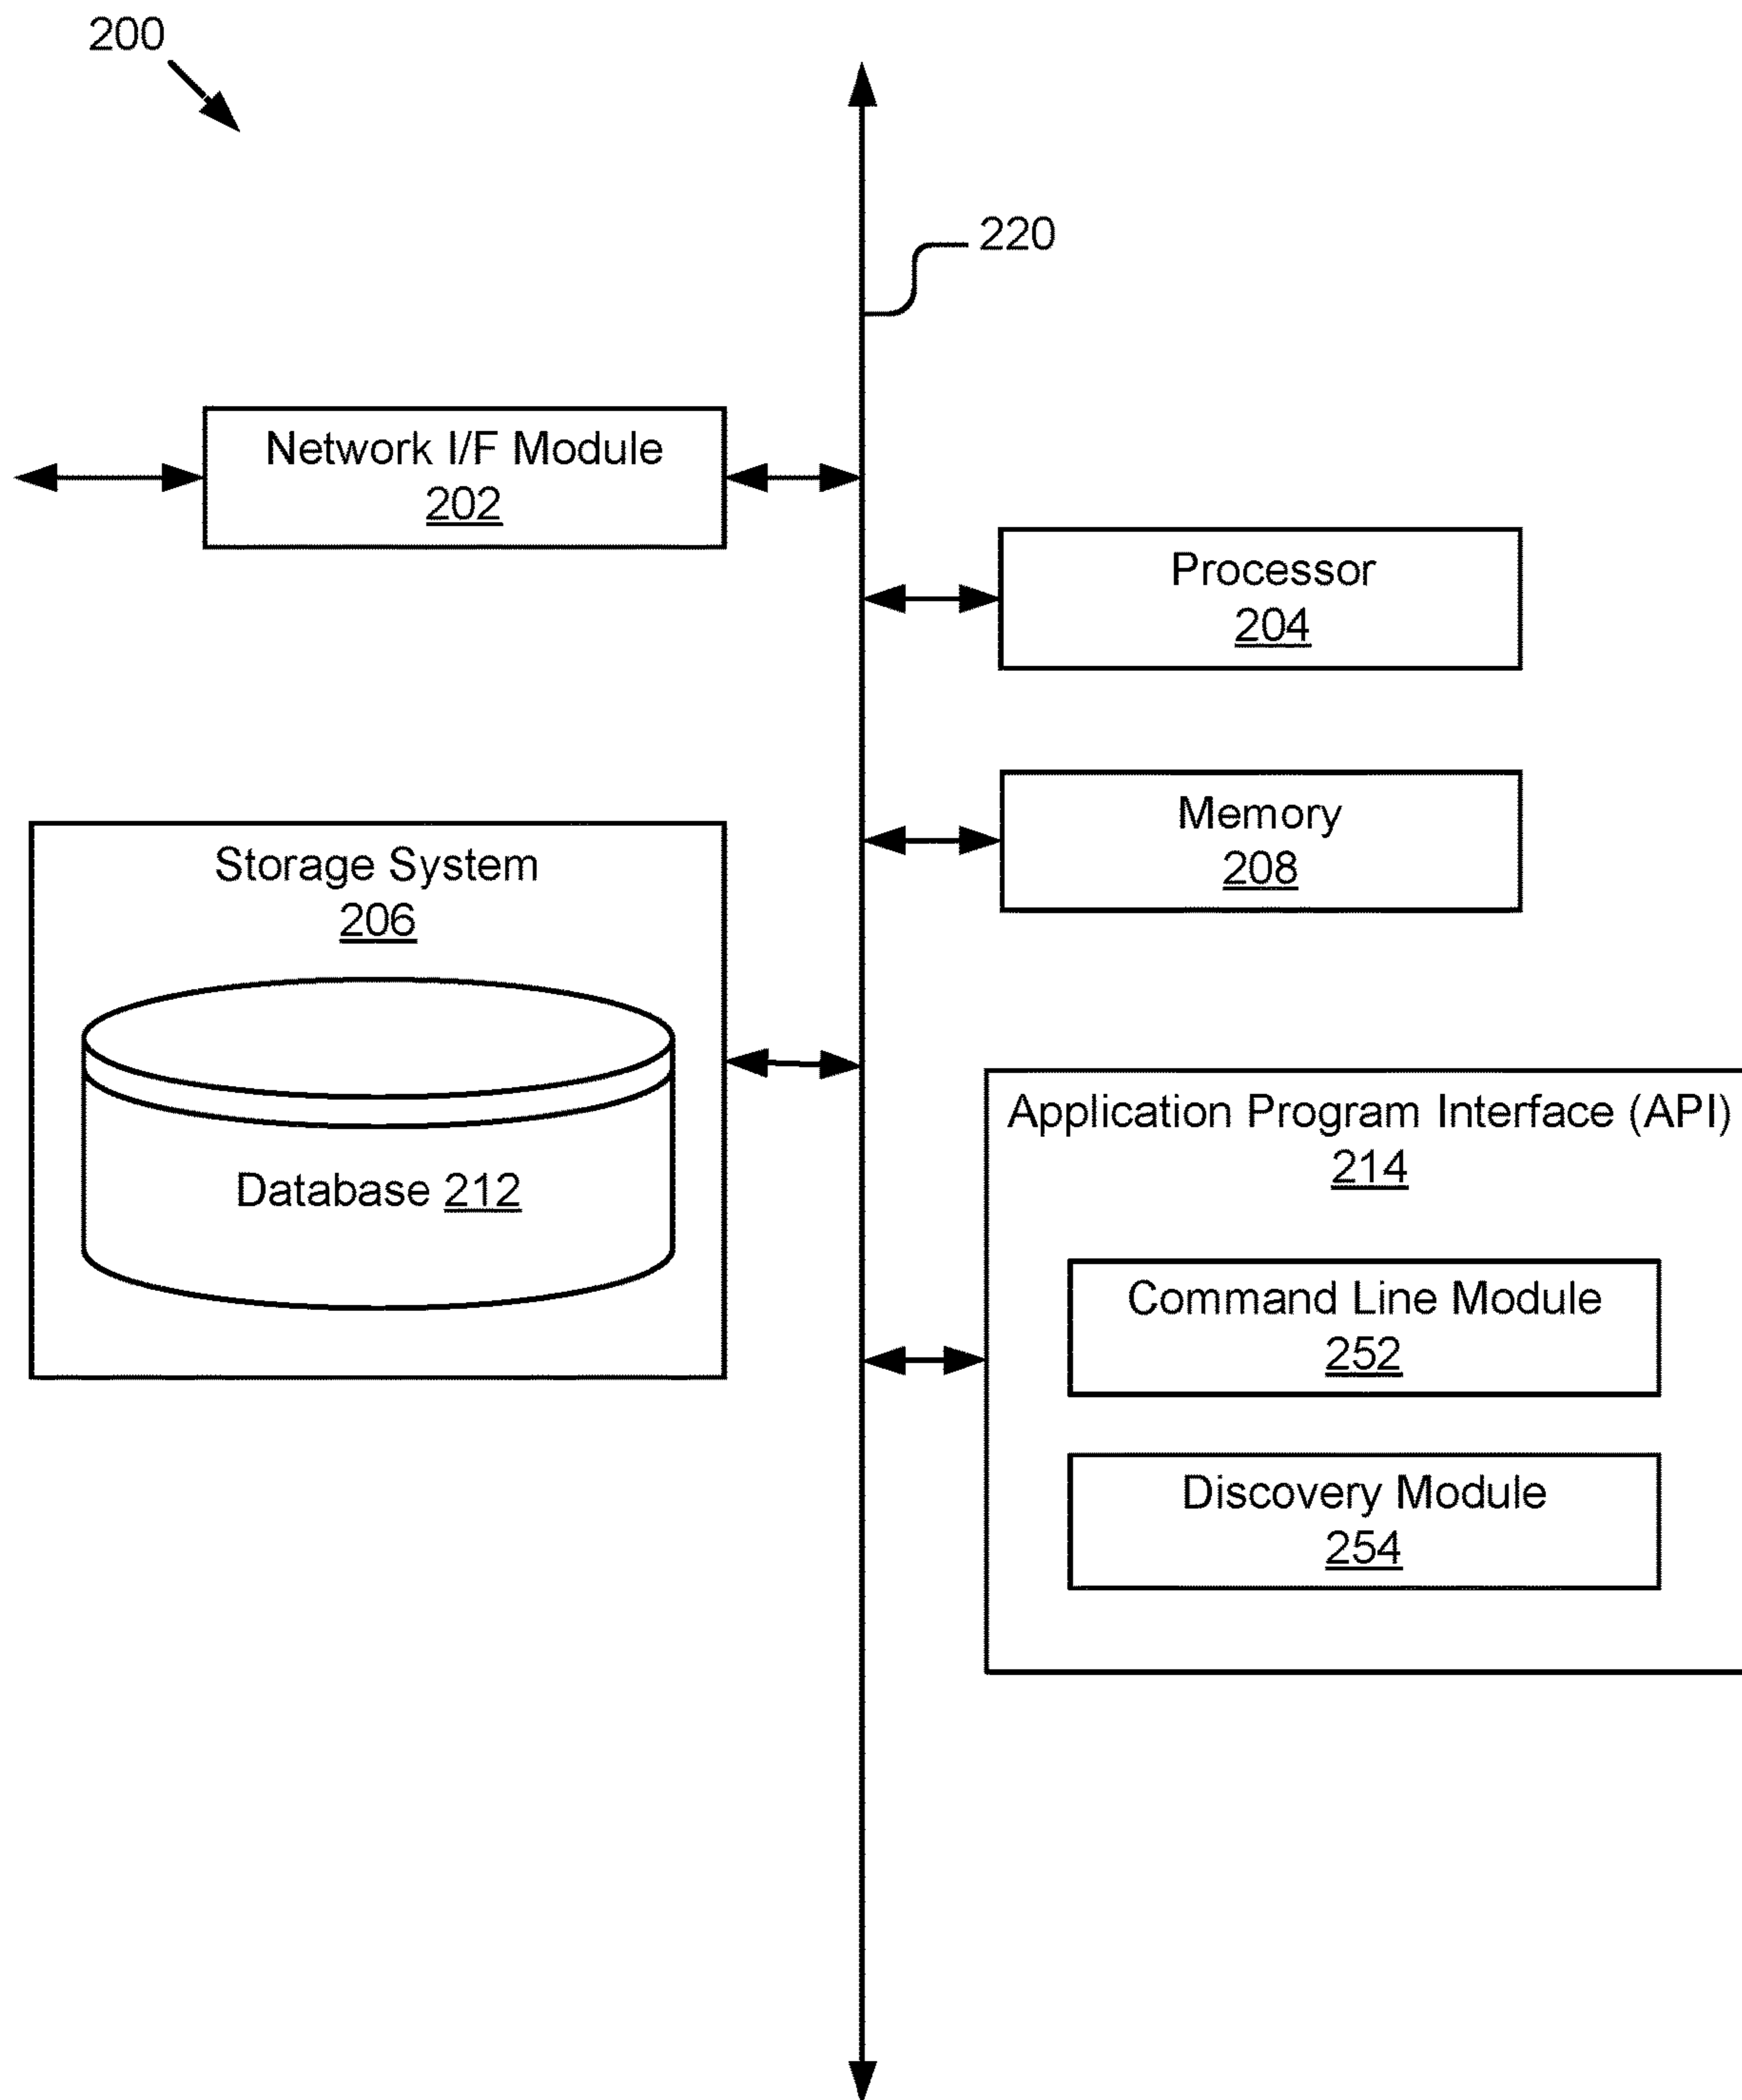 200
220
Network I/F Module
202
Processor
204
Memory
208
Storage System
206
Database 212
Application Program Interface (API)
214
Command Line Module
252
Discovery Module
254